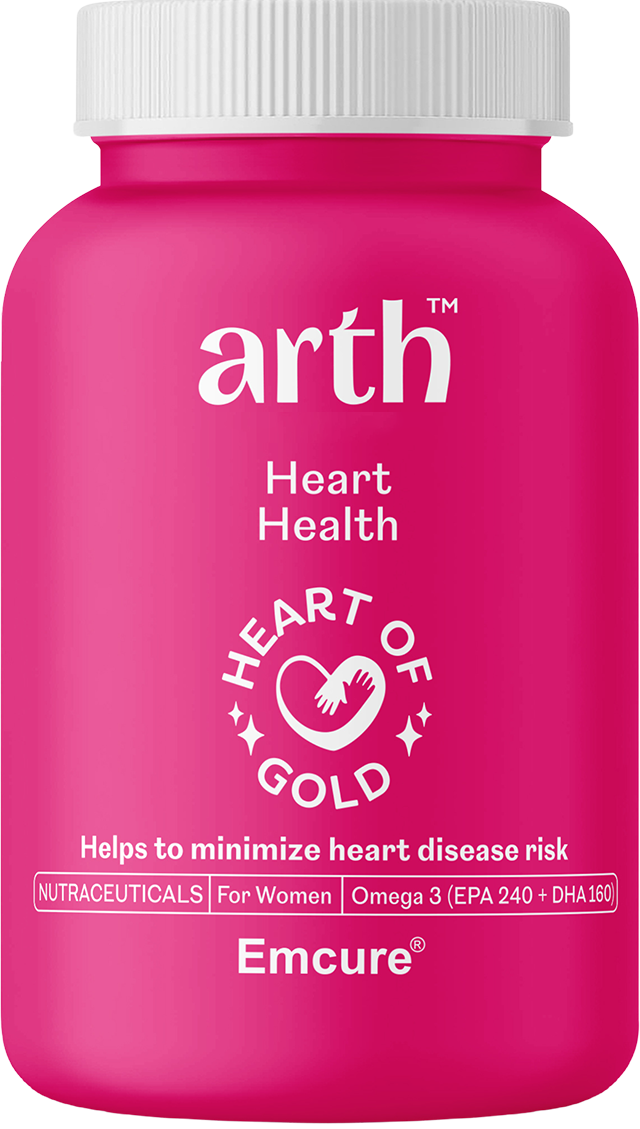 arth™
Heart
Health
HEART OF
GOLD
Helps to minimize heart disease risk
NUTRACEUTICALS For Women Omega 3 (EPA 240 + DHA 160)
Emcure®